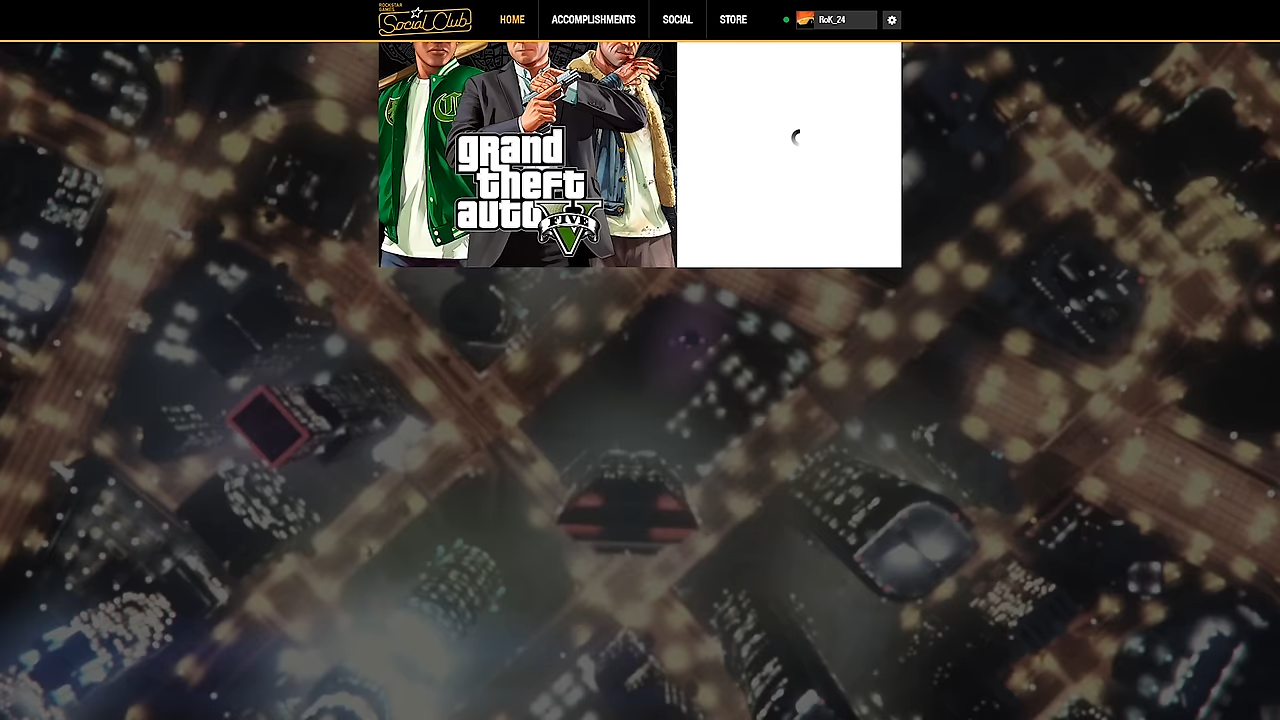 ROCKSTAR
GAMES
Social Club
HOME
ACCOMPLISHMENTS
SOCIAL
STORE
RoK_24
grand
theft
auto V
FIVE